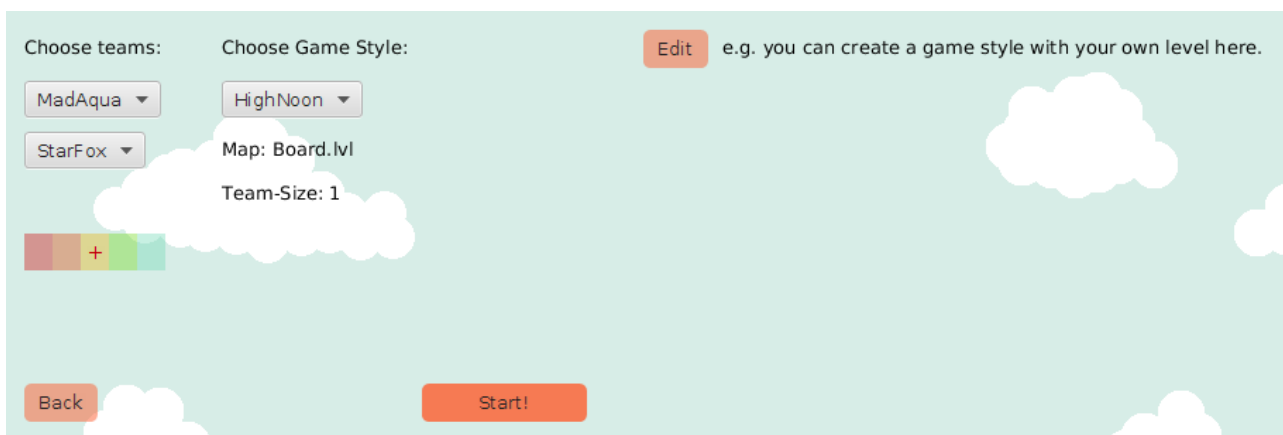 Choose teams:
Choose Game Style:
Edit
e.g. you can create a game style with your own level here.
MadAqua
HighNoon
StarFox
Map: Board.lvl
Team-Size: 1
+
Back
Start!